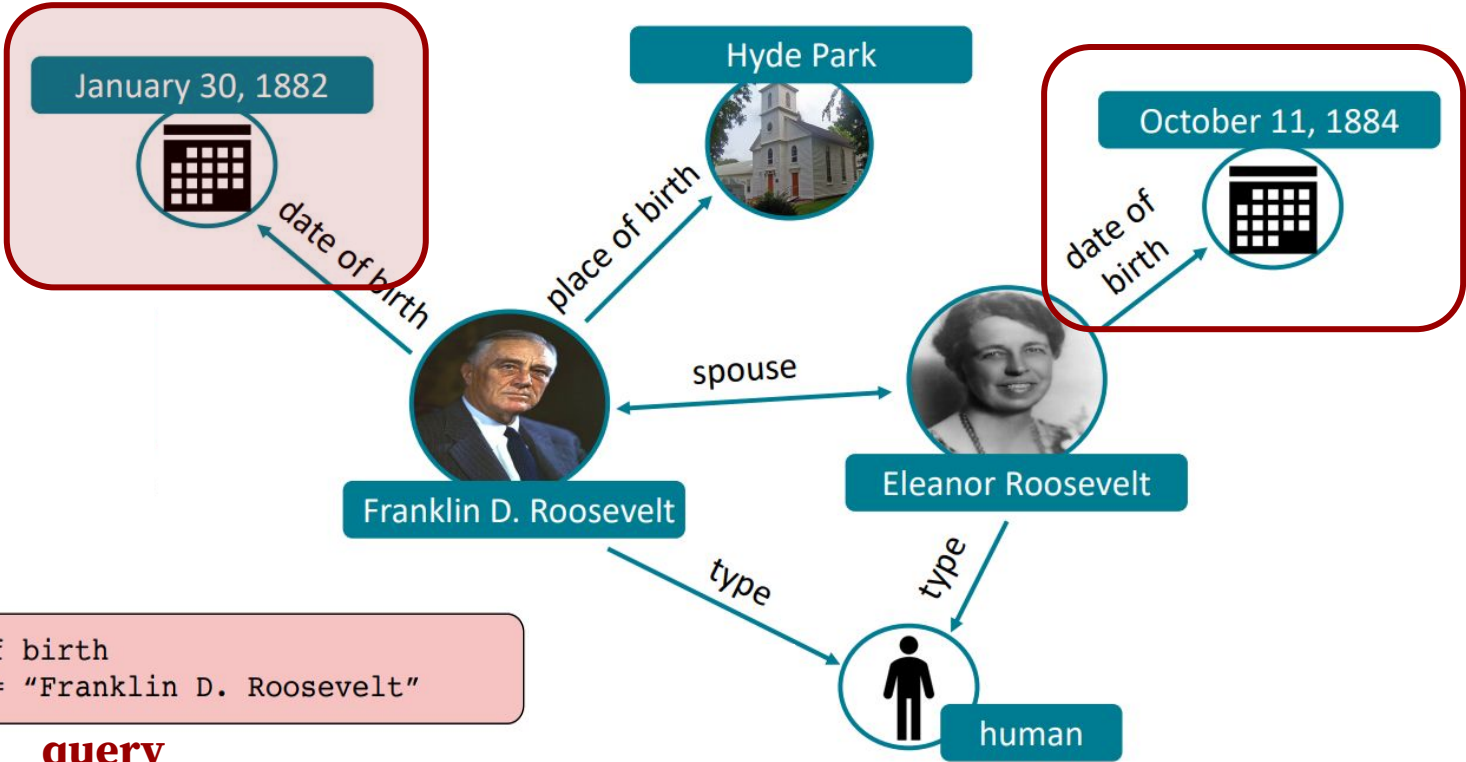 January 30, 1882
Hyde Park
October 11, 1884
date of birth
place of birth
date of
birth
spouse
Franklin D. Roosevelt
Eleanor Roosevelt
type
type
birth
= "Franklin D. Roosevelt"
query
human